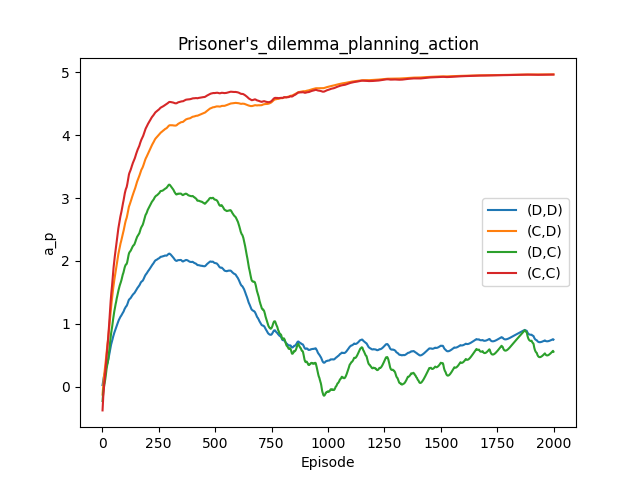 Prisoner's_dilemma_planning_action
a_p
5
4
3
2
1
0
(D,D)
(C,D)
(D,C)
(C,C)
0 250 500 750 1000 1250 1500 1750 2000
Episode